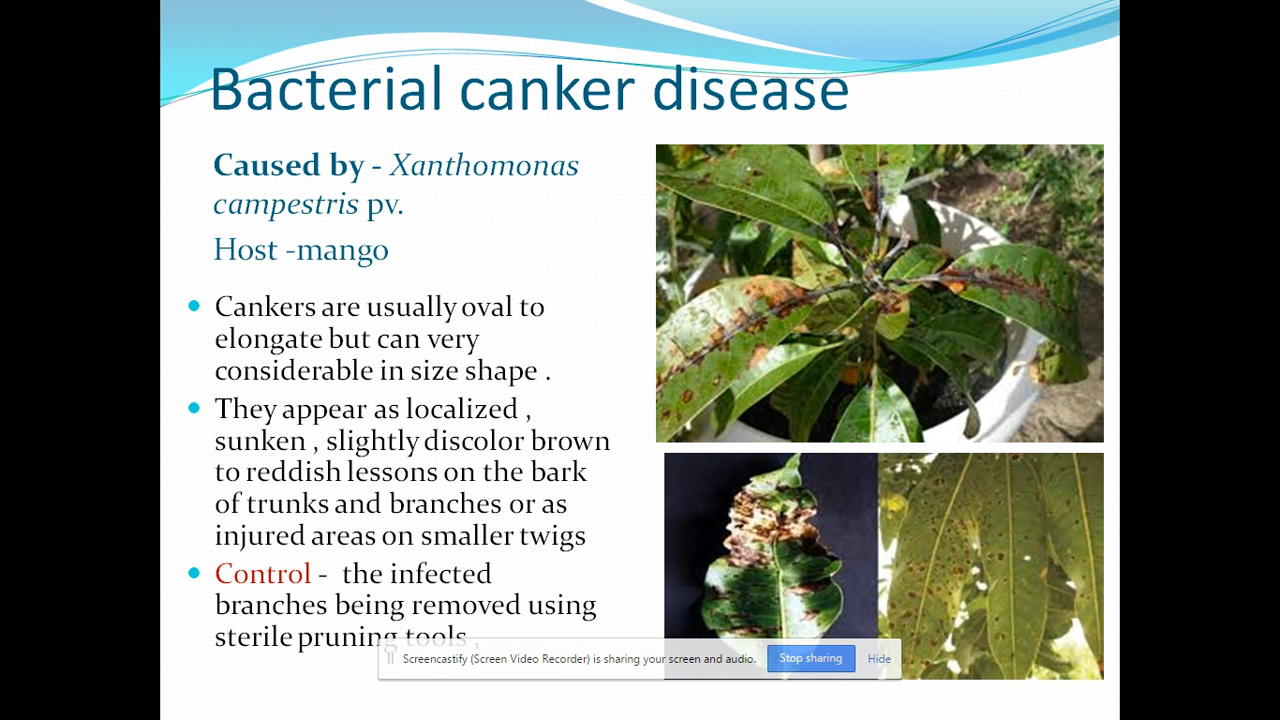 Bacterial canker disease
Caused by - Xanthomonas
campestris pv.
Host -mango
Cankers are usually oval to
elongate but can very
considerable in size shape .
They appear as localized ,
sunken , slightly discolor brown
to reddish lessons on the bark
of trunks and branches or as
injured areas on smaller twigs
Control - the infected
branches being removed using
sterile pruning tools ,
Screencastify (Screen Video Recorder) is sharing your screen and audio.
Stop sharing
Hide